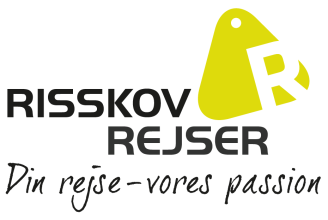 R
RISSKOV
REJSER
Din rejse-vores passion